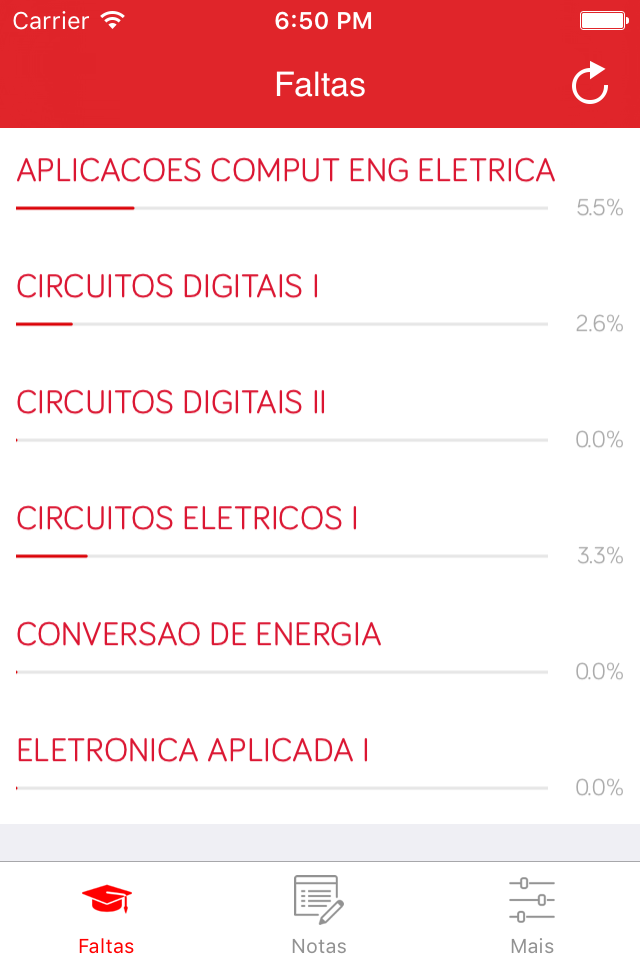 Carrier 6:50 PM
Faltas
APLICACOES COMPUT ENG ELETRICA
5.5%
CIRCUITOS DIGITAIS I
2.6%
CIRCUITOS DIGITAIS II
0.0%
CIRCUITOS ELETRICOS I
3.3%
CONVERSAO DE ENERGIA
0.0%
ELETRONICA APLICADA I
0.0%
Faltas Notas Mais